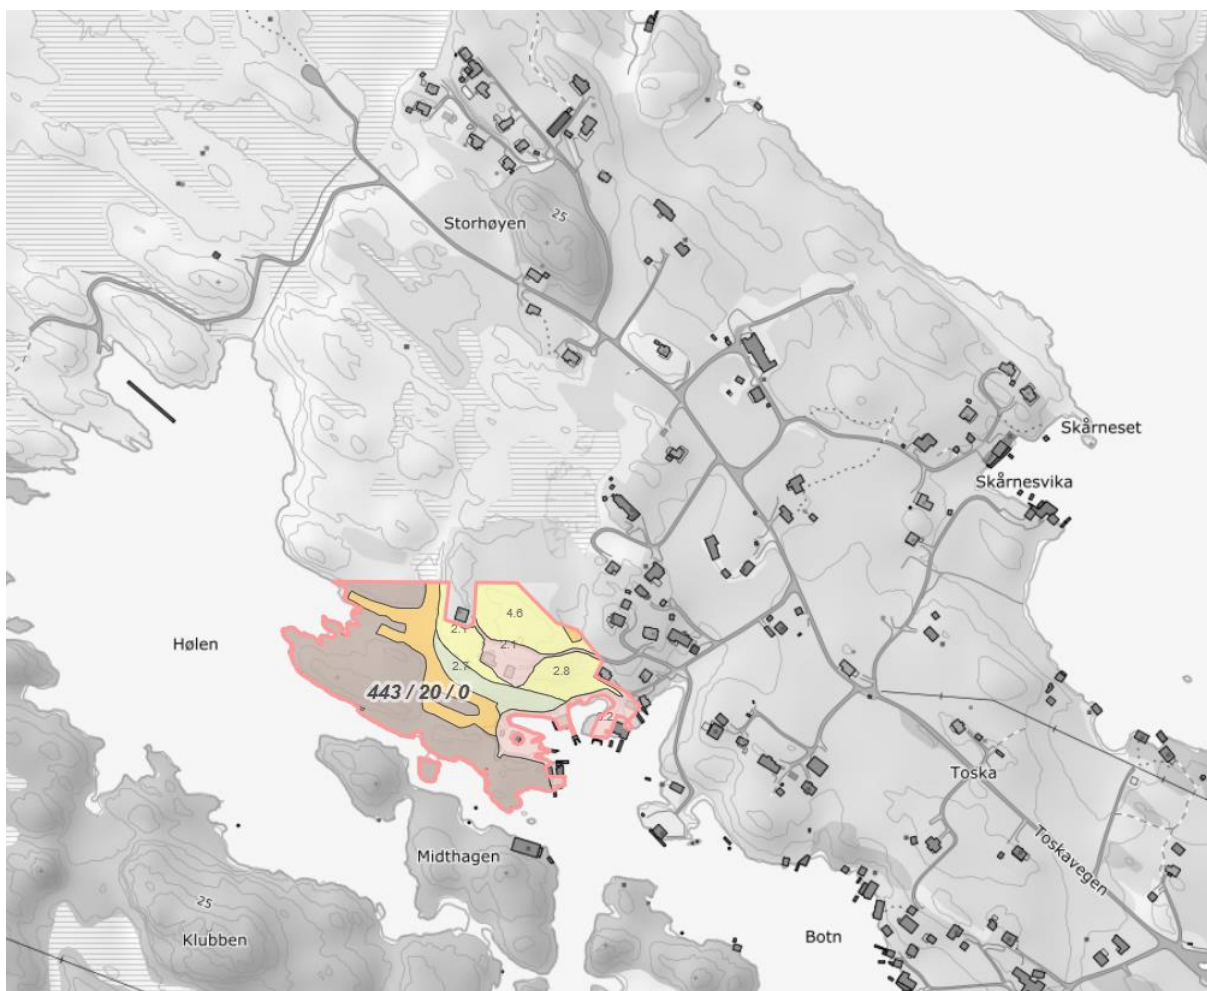 Storhøyen
25
Skårneset
Skårnesvika
4.6
2.1
2.1
2.8
2.7
Hølen
443 / 20 / 0
Toska
Toskavegen
Midthagen
25
Klubben
Botn